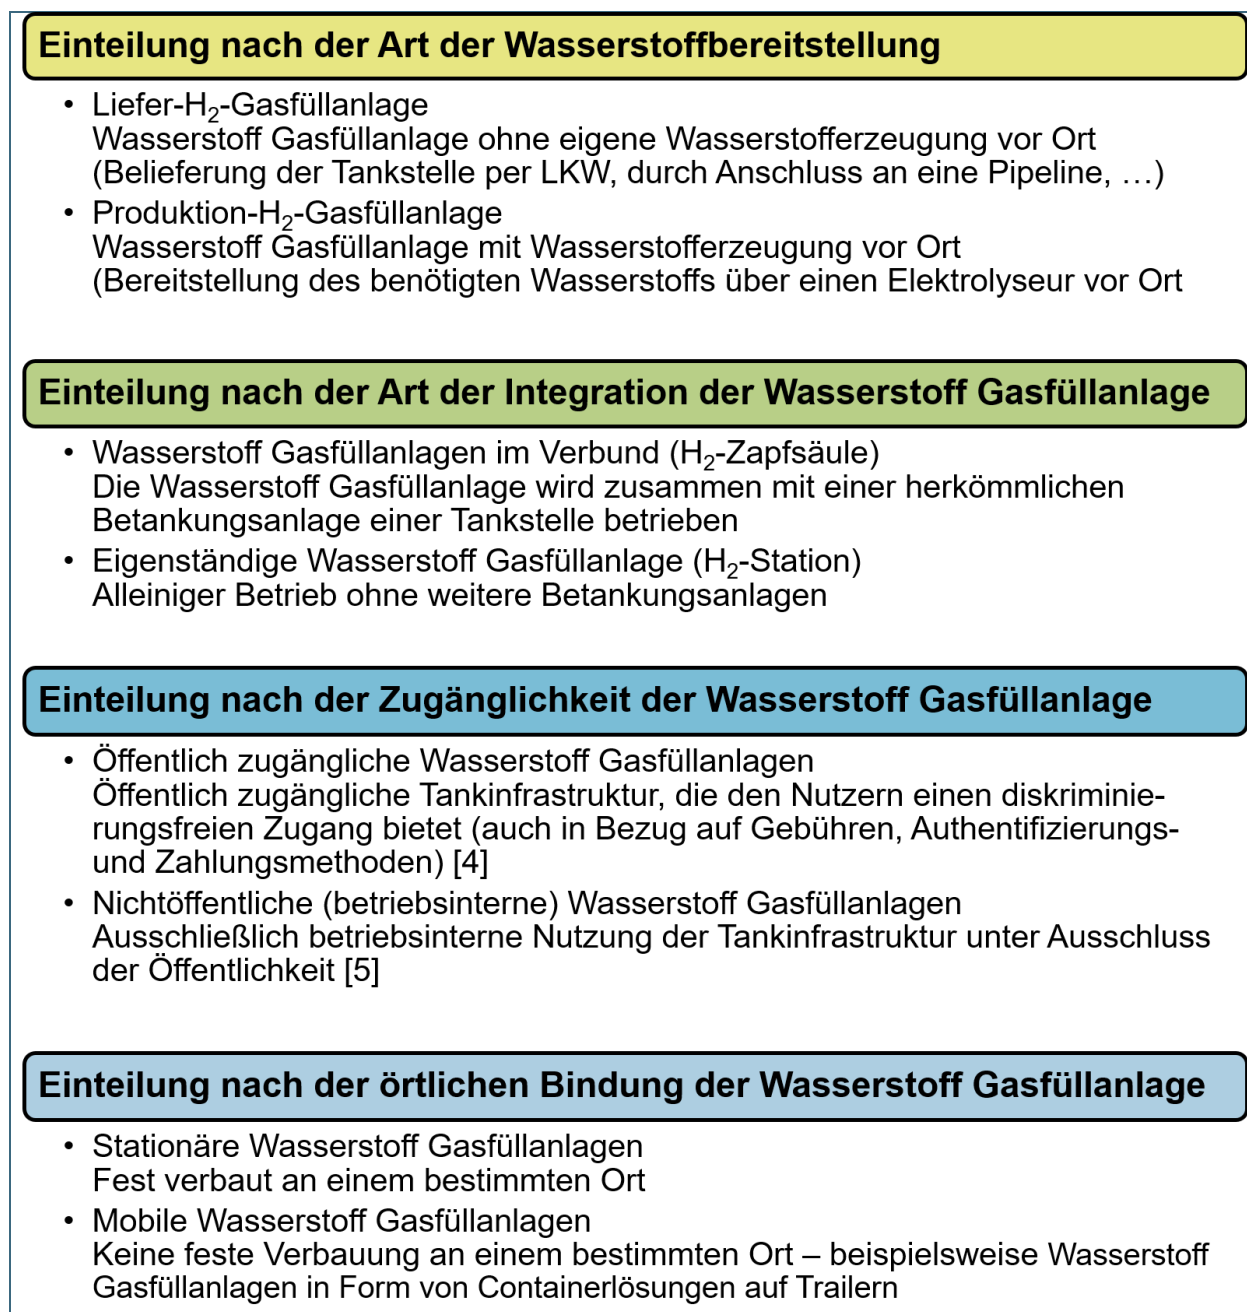 Einteilung nach der Art der Wasserstoffbereitstellung
• Liefer-H₂-Gasfüllanlage
Wasserstoff Gasfüllanlage ohne eigene Wasserstofferzeugung vor Ort
(Belieferung der Tankstelle per LKW, durch Anschluss an eine Pipeline, …)
• Produktion-H₂-Gasfüllanlage
Wasserstoff Gasfüllanlage mit Wasserstofferzeugung vor Ort
(Bereitstellung des benötigten Wasserstoffs über einen Elektrolyseur vor Ort
Einteilung nach der Art der Integration der Wasserstoff Gasfüllanlage
• Wasserstoff Gasfüllanlagen im Verbund (H₂-Zapfsäule)
Die Wasserstoff Gasfüllanlage wird zusammen mit einer herkömmlichen
Betankungsanlage einer Tankstelle betrieben
• Eigenständige Wasserstoff Gasfüllanlage (H₂-Station)
Alleiniger Betrieb ohne weitere Betankungsanlagen
Einteilung nach der Zugänglichkeit der Wasserstoff Gasfüllanlage
• Öffentlich zugängliche Wasserstoff Gasfüllanlagen
Öffentlich zugängliche Tankinfrastruktur, die den Nutzern einen diskriminie-
rungsfreien Zugang bietet (auch in Bezug auf Gebühren, Authentifizierungs-
und Zahlungsmethoden) [4]
• Nichtöffentliche (betriebsinterne) Wasserstoff Gasfüllanlagen
Ausschließlich betriebsinterne Nutzung der Tankinfrastruktur unter Ausschluss
der Öffentlichkeit [5]
Einteilung nach der örtlichen Bindung der Wasserstoff Gasfüllanlage
• Stationäre Wasserstoff Gasfüllanlagen
Fest verbaut an einem bestimmten Ort
• Mobile Wasserstoff Gasfüllanlagen
Keine feste Verbauung an einem bestimmten Ort – beispielsweise Wasserstoff
Gasfüllanlagen in Form von Containerlösungen auf Trailern